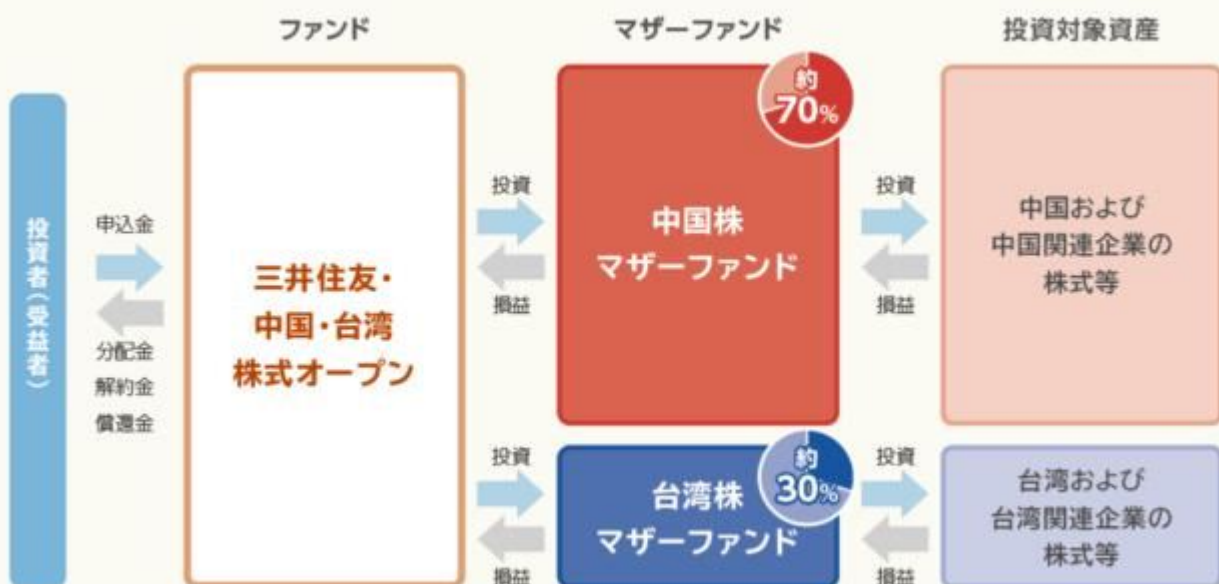 ファンド
マザーファンド
投資対象資産
投資者(受益者)
申込金
分配金
解約金
償還金
三井住友・
中国・台湾
株式オープン
投資
損益
約
70%
中国株
マザーファンド
投資
損益
中国および
中国関連企業の
株式等
投資
損益
約
30%
台湾株
マザーファンド
投資
損益
台湾および
台湾関連企業の
株式等